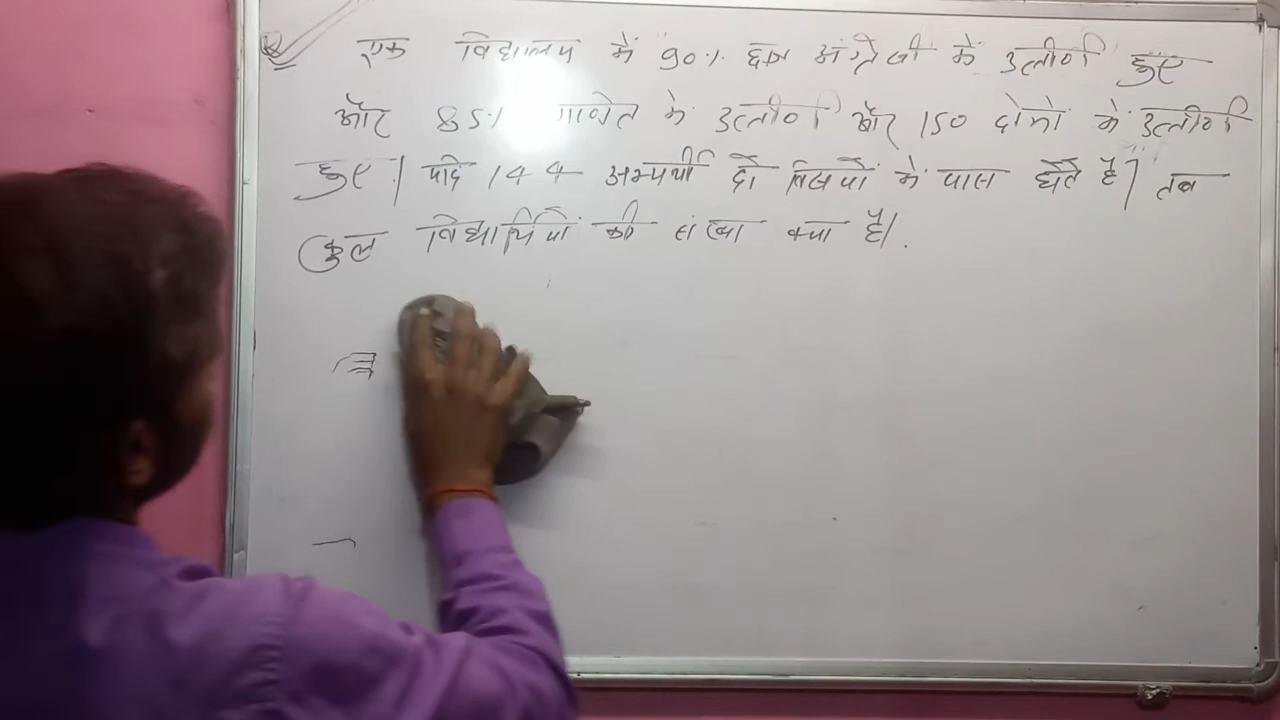 एक विद्यालय में 90% छात्र अंग्रेजी में उत्तीर्ण हुए
और 85% गणित में उत्तीर्ण और 150 दोनों में उत्तीर्ण
हुए। यदि 144 अभ्यर्थी दो विषयों में पास होते है। तब
कुल विद्यार्थियों की संख्या क्या है।